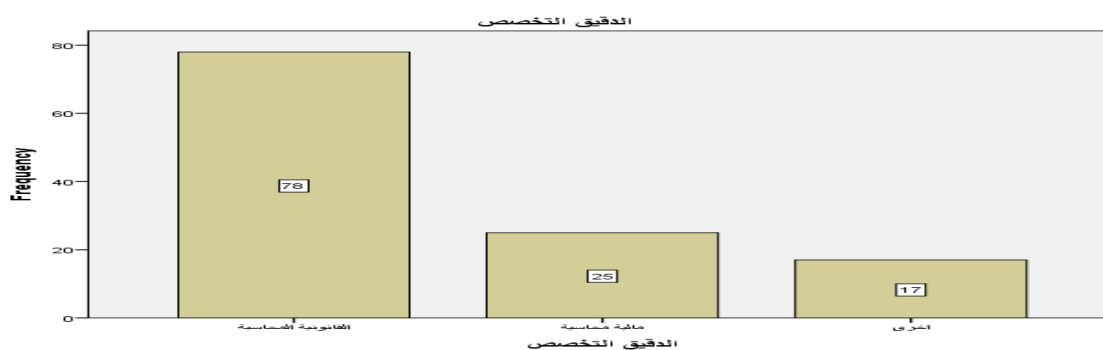 الدقيق التخصص
80
60
40
20
0
Frequency
78
25
17
القانونية المحاسبة
مالية محاسبة
اخرى
الدقيق التخصص